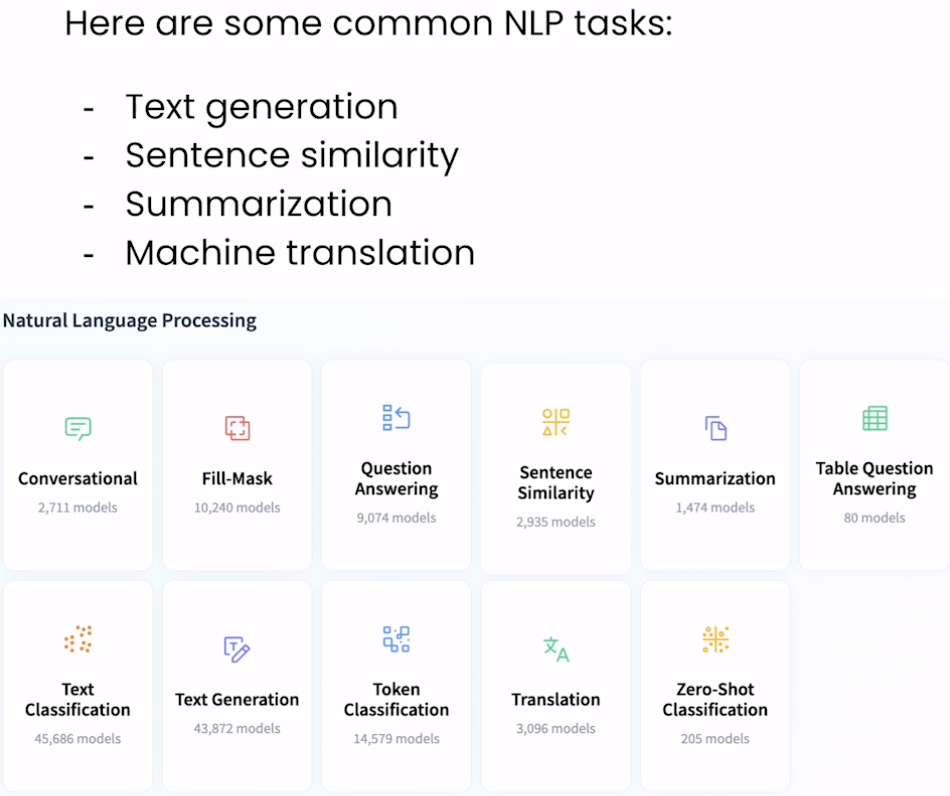 Here are some common NLP tasks:
- Text generation
- Sentence similarity
- Summarization
- Machine translation
Natural Language Processing
Conversational
2,711 models
Fill-Mask
10,240 models
Question
Answering
9,074 models
Sentence
Similarity
2,935 models
Summarization
1,474 models
Table Question
Answering
80 models
Text
Classification
45,686 models
Text Generation
43,872 models
Token
Classification
14,579 models
Translation
3,096 models
Zero-Shot
Classification
205 models